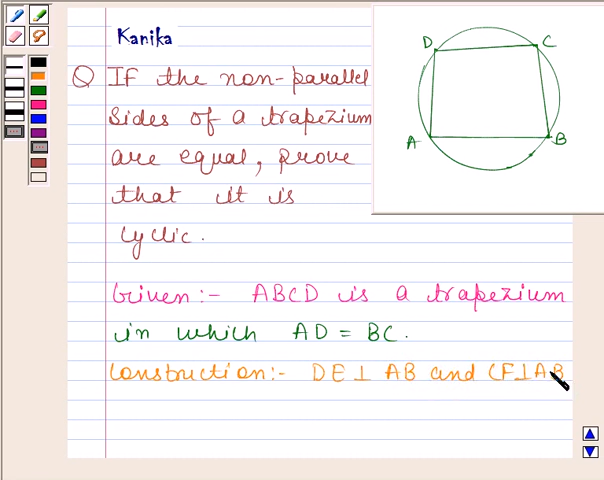 Kanika
Q If the non-parallel
sides of a trapezium
are equal, prove
that it is
cyclic.
Given:- ABCD is a trapezium
in which AD = BC.
Construction:- DE⊥ AB and CF⊥AB
D C
A B